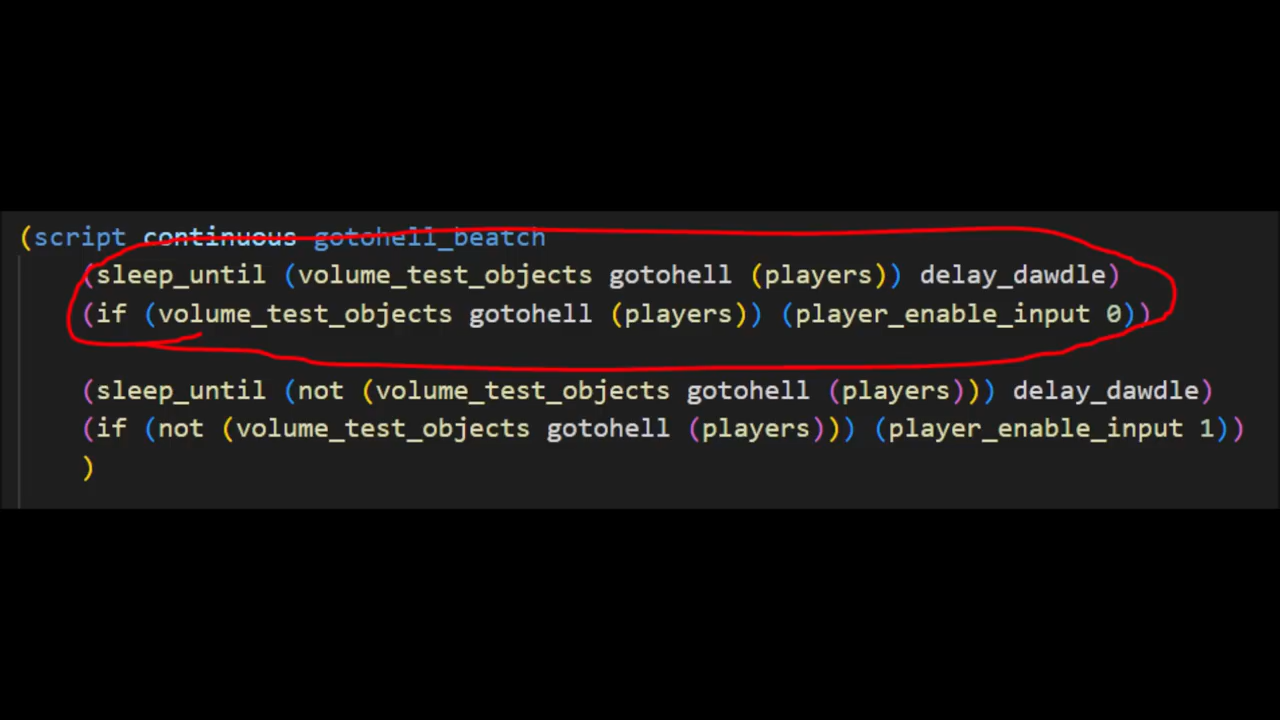 (script continuous gotohell_beatch
(sleep_until (volume_test_objects gotohell (players)) delay_dawdle)
(if (volume_test_objects gotohell (players)) (player_enable_input 0))
(sleep_until (not (volume_test_objects gotohell (players))) delay_dawdle)
(if (not (volume_test_objects gotohell (players))) (player_enable_input 1))
)